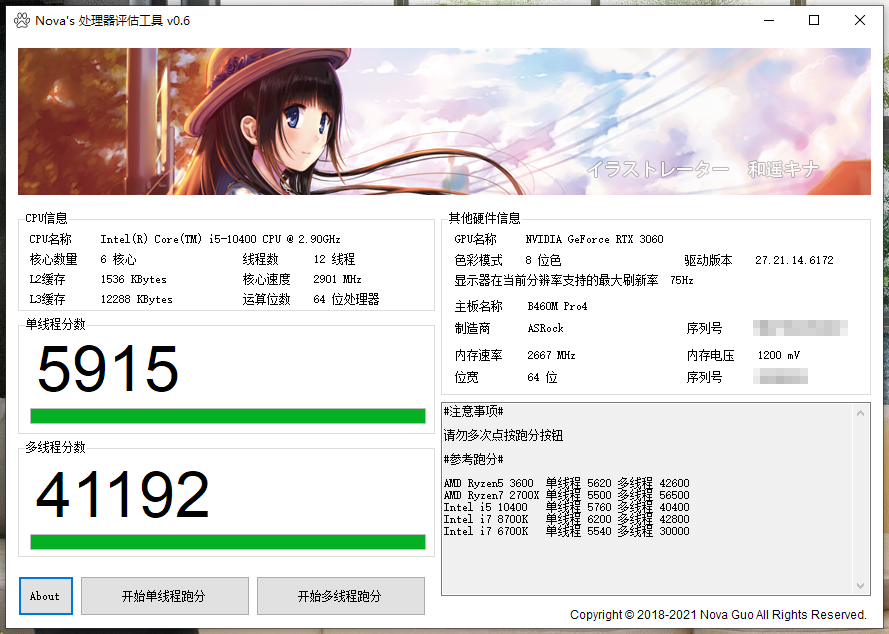 Nova's 处理器评估工具 v0.6
イラストレーター 和遥キナ
CPU信息
CPU名称 Intel(R) Core(TM) i5-10400 CPU @ 2.90GHz
核心数量 6 核心 线程数 12 线程
L2缓存 1536 KBytes 核心速度 2901 MHz
L3缓存 12288 KBytes 运算位数 64 位处理器
单线程分数
5915
多线程分数
41192
About 开始单线程跑分 开始多线程跑分
其他硬件信息
GPU名称 NVIDIA GeForce RTX 3060
色彩模式 8 位色 驱动版本 27.21.14.6172
显示器在当前分辨率支持的最大刷新率 75Hz
主板名称 B460M Pro4
制造商 ASRock 序列号
内存速率 2667 MHz 内存电压 1200 mV
位宽 64 位 序列号
#注意事项#
请勿多次点按跑分按钮
#参考跑分#
AMD Ryzen5 3600 单线程 5620 多线程 42600
AMD Ryzen7 2700X 单线程 5500 多线程 56500
Intel i5 10400 单线程 5760 多线程 40400
Intel i7 8700K 单线程 6200 多线程 42800
Intel i7 6700K 单线程 5540 多线程 30000
Copyright © 2018-2021 Nova Guo All Rights Reserved.